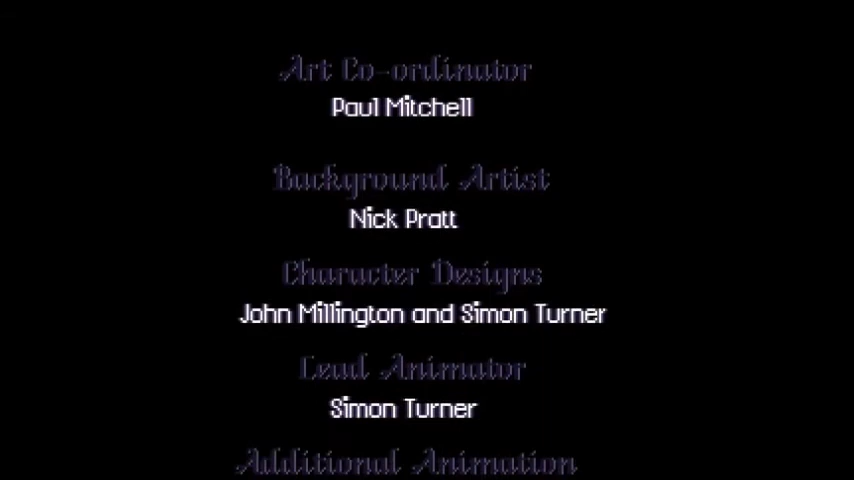 Art Co-ordinator
Paul Mitchell
Background Artist
Nick Pratt
Character Designs
John Millington and Simon Turner
Lead Animator
Simon Turner
Additional Animation